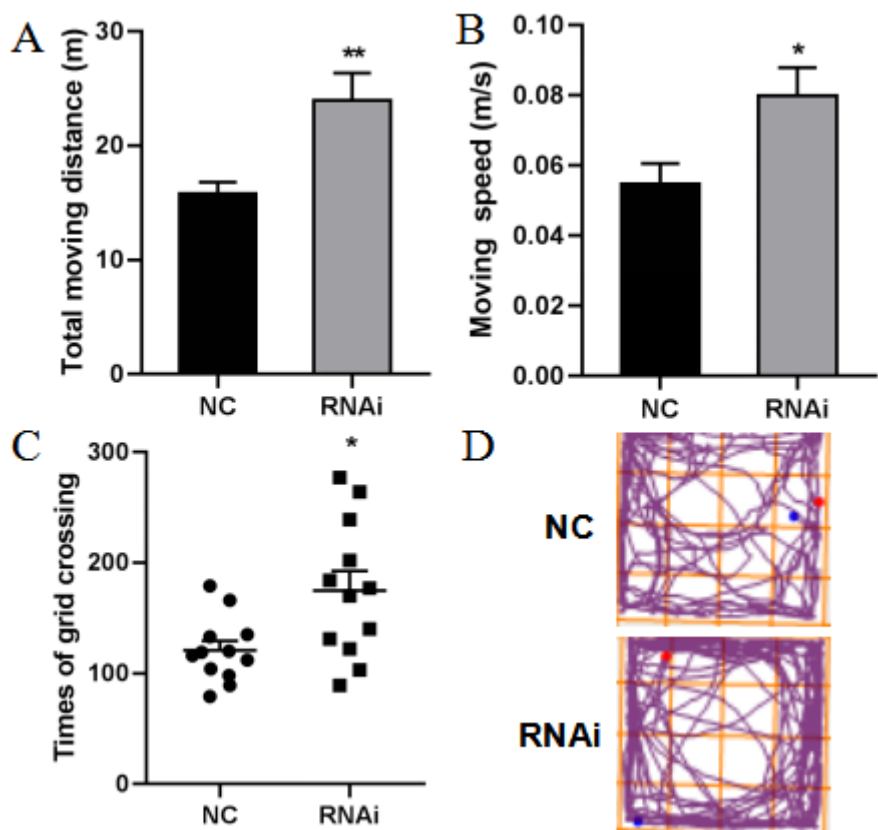 A
Total moving distance (m)
30
20
10
0
**
NC
RNAi
B
Moving speed (m/s)
0.10
0.08
0.06
0.04
0.02
0.00
*
NC
RNAi
C
Times of grid crossing
300
200
100
0
*
NC
RNAi
D
NC
RNAi